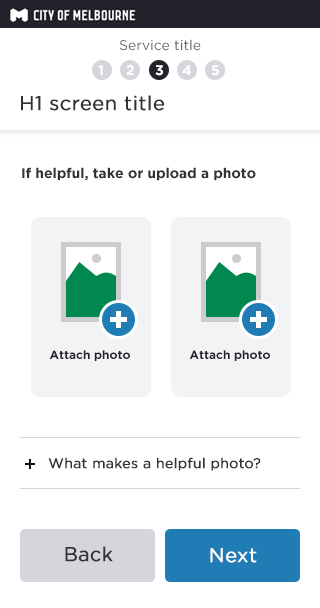 CITY OF MELBOURNE
Service title
1 2 3 4 5
H1 screen title
If helpful, take or upload a photo
Attach photo Attach photo
+ What makes a helpful photo?
Back Next